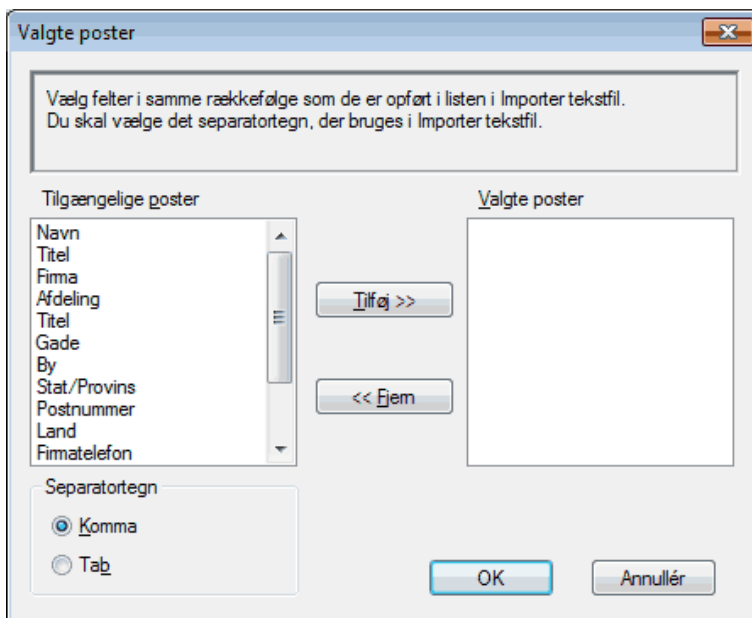 Valgte poster
Vælg felter i samme rækkefølge som de er opført i listen i Importer tekstfil.
Du skal vælge det separatortegn, der bruges i Importer tekstfil.
Tilgængelige poster
Valgte poster
Navn
Titel
Firma
Afdeling
Titel
Gade
By
Stat/Provins
Postnummer
Land
Firmatelefon
Tilføj >>
<< Fjern
Separatortegn
Komma
Tab
OK
Annullér